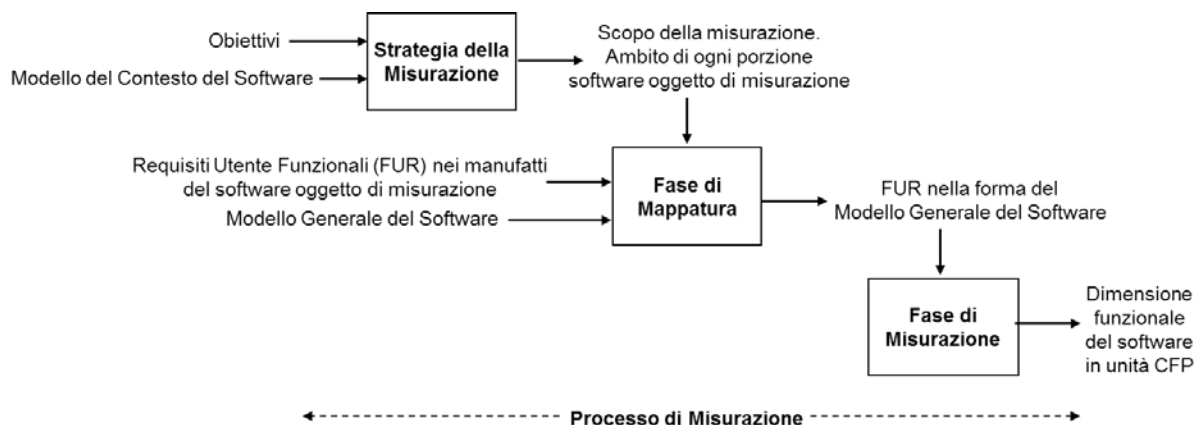 Obiettivi
Modello del Contesto del Software
Strategia della
Misurazione
Scopo della misurazione.
Ambito di ogni porzione
software oggetto di misurazione
Requisiti Utente Funzionali (FUR) nei manufatti
del software oggetto di misurazione
Modello Generale del Software
Fase di
Mappatura
FUR nella forma del
Modello Generale del Software
Fase di
Misurazione
Dimensione
funzionale
del software
in unità CFP
Processo di Misurazione